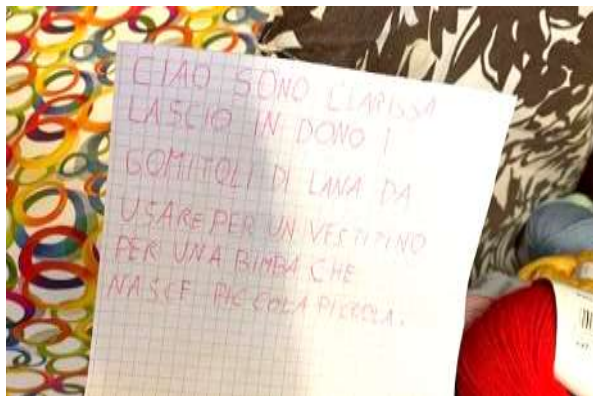 CIAO SONO CLARISSA
LASCIO IN DONO I
GOMITOLI DI LANA DA
USARE PER UN VESTITINO
PER UNA BIMBA CHE
NASCE PICCOLA PICCOLA.